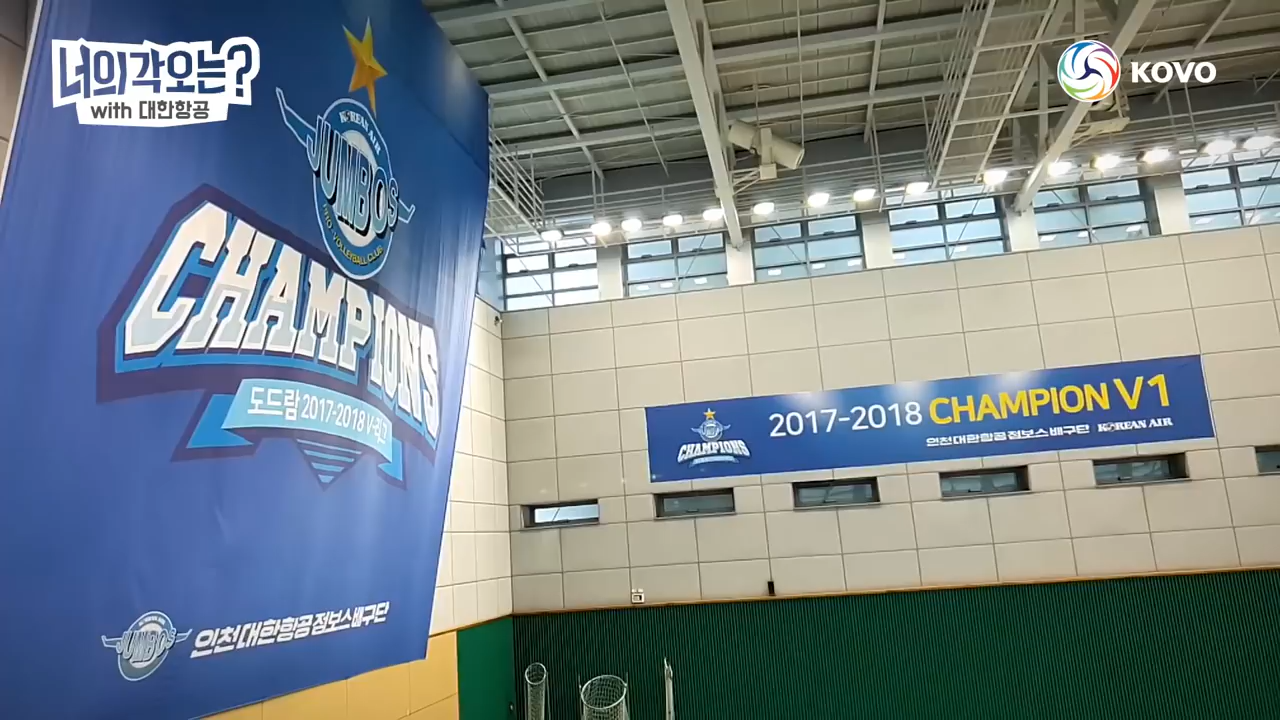 너의 각오는?
with 대한항공
KOVO
KOREAN AIR
JUMBOS
PRO VOLLEYBALL CLUB
CHAMPIONS
도드람 2017-2018 V-리그
JUMBOS
인천 대한항공 점보스 배구단
CHAMPIONS
2017-2018 CHAMPION V1
인천 대한항공 점보스 배구단 KOREAN AIR